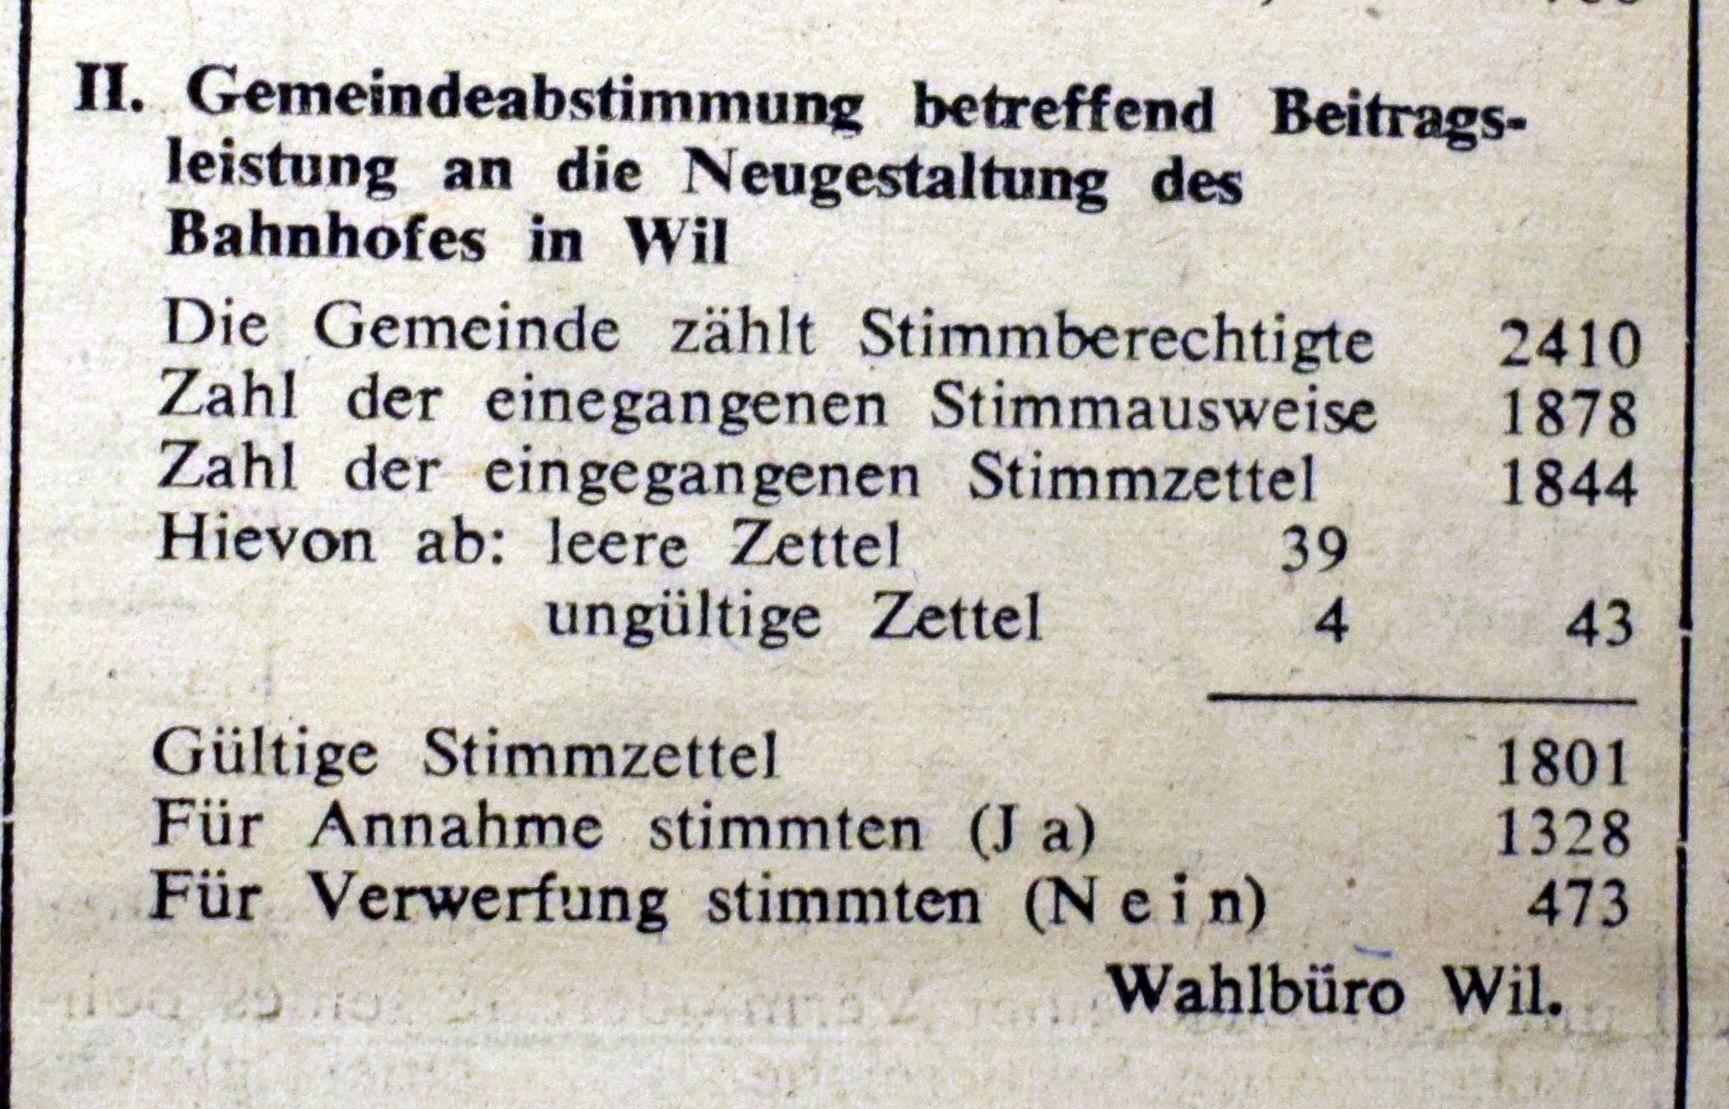 II. Gemeindeabstimmung betreffend Beitrags-
leistung an die Neugestaltung des
Bahnhofes in Wil
Die Gemeinde zählt Stimmberechtigte 2410
Zahl der einegangenen Stimmausweise 1878
Zahl der eingegangenen Stimmzettel 1844
Hievon ab: leere Zettel 39
ungültige Zettel 4 43
Gültige Stimmzettel 1801
Für Annahme stimmten (J a) 1328
Für Verwerfung stimmten (N e i n) 473
Wahlbüro Wil.